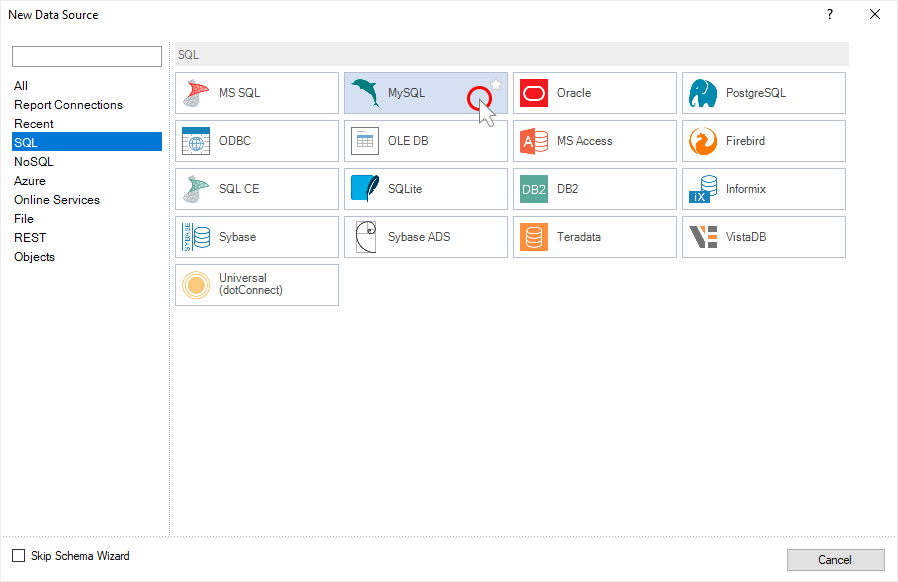 New Data Source
?
All
Report Connections
Recent
SQL
NoSQL
Azure
Online Services
File
REST
Objects
SQL
MS SQL
MySQL
Oracle
PostgreSQL
ODBC
OLE DB
A
MS Access
Firebird
SQL CE
SQLite
DB2
DB2
iX
Informix
SYBASE
Sybase
Sybase ADS
Teradata
VistaDB
Universal
(dotConnect)
Skip Schema Wizard
Cancel